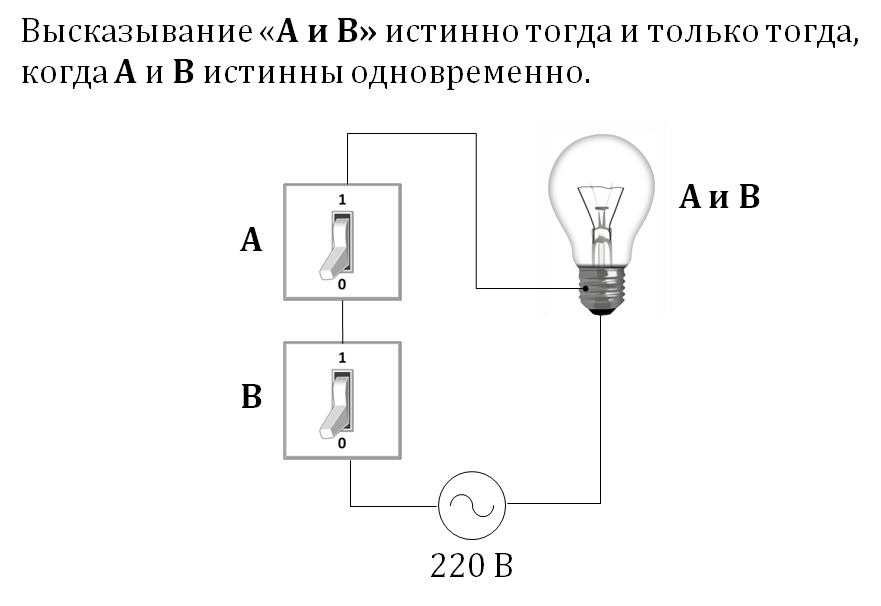 Высказывание «А и В» истинно тогда и только тогда,
когда А и В истинны одновременно.
1
А
0
А и В
1
В
0
220 В